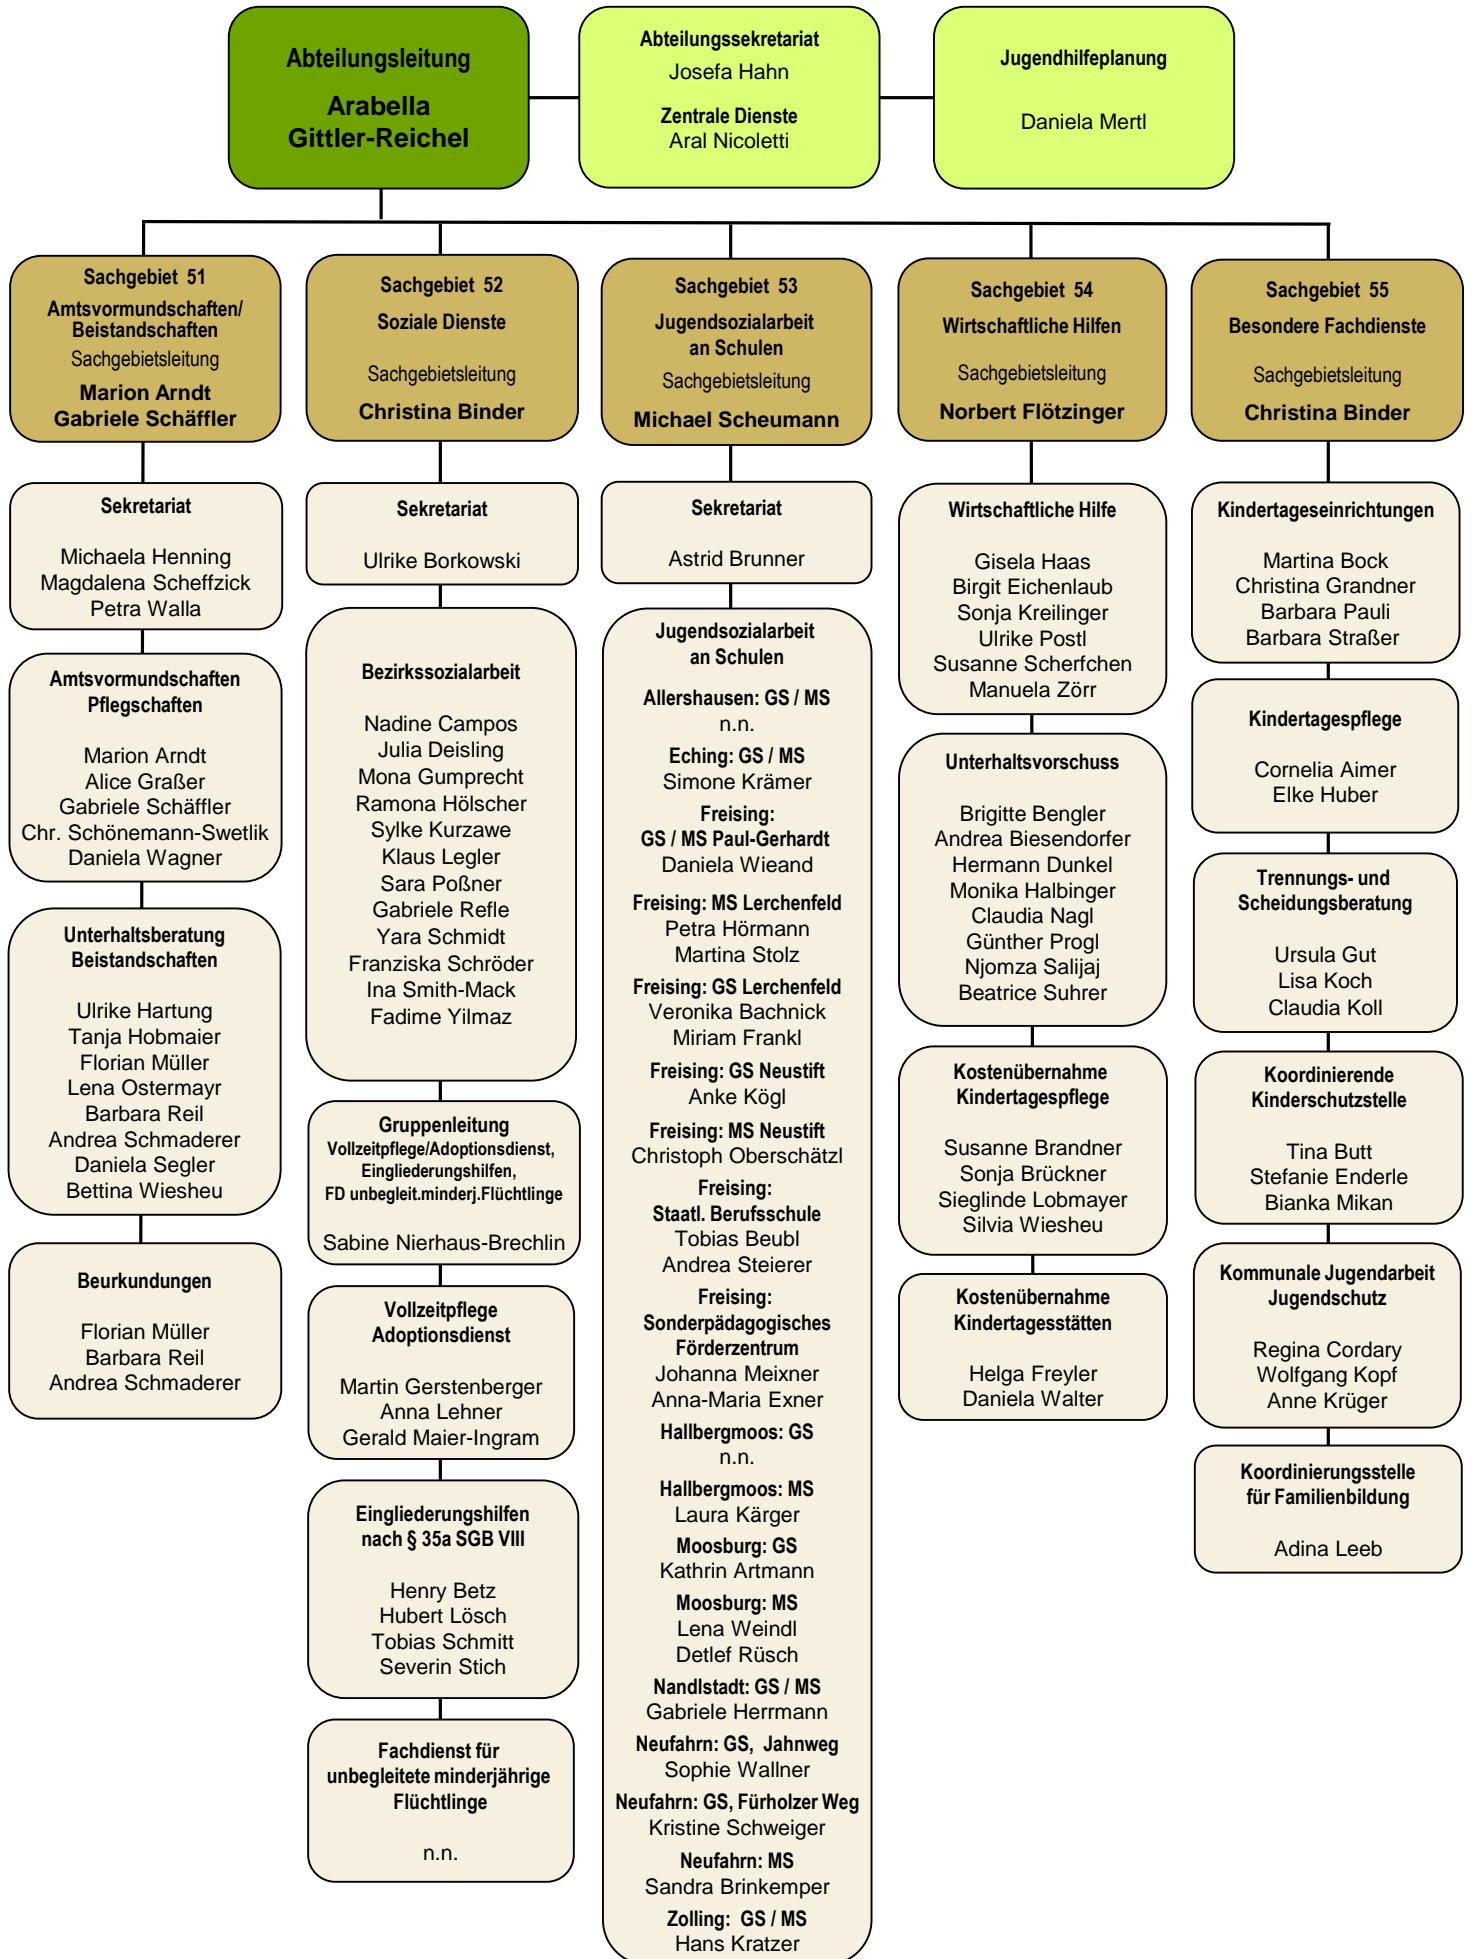 Abteilungsleitung
Arabella
Gittler-Reichel
Abteilungssekretariat
Josefa Hahn
Zentrale Dienste
Aral Nicoletti
Jugendhilfeplanung
Daniela Mertl
Sachgebiet 51
Amtsvormundschaften/
Beistandschaften
Sachgebietsleitung
Marion Arndt
Gabriele Schäffler
Sekretariat
Michaela Henning
Magdalena Scheffzick
Petra Walla
Amtsvormundschaften
Pflegschaften
Marion Arndt
Alice Graßer
Gabriele Schäffler
Chr. Schönemann-Swetlik
Daniela Wagner
Unterhaltsberatung
Beistandschaften
Ulrike Hartung
Tanja Hobmaier
Florian Müller
Lena Ostermayr
Barbara Reil
Andrea Schmaderer
Daniela Segler
Bettina Wiesheu
Beurkundungen
Florian Müller
Barbara Reil
Andrea Schmaderer
Sachgebiet 52
Soziale Dienste
Sachgebietsleitung
Christina Binder
Sekretariat
Ulrike Borkowski
Bezirkssozialarbeit
Nadine Campos
Julia Deisling
Mona Gumprecht
Ramona Hölscher
Sylke Kurzawe
Klaus Legler
Sara Poßner
Gabriele Refle
Yara Schmidt
Franziska Schröder
Ina Smith-Mack
Fadime Yilmaz
Gruppenleitung
Vollzeitpflege/Adoptionsdienst,
Eingliederungshilfen,
FD unbegleit.minderj.Flüchtlinge
Sabine Nierhaus-Brechlin
Vollzeitpflege
Adoptionsdienst
Martin Gerstenberger
Anna Lehner
Gerald Maier-Ingram
Eingliederungshilfen
nach § 35a SGB VIII
Henry Betz
Hubert Lösch
Tobias Schmitt
Severin Stich
Fachdienst für
unbegleitete minderjährige
Flüchtlinge
n.n.
Sachgebiet 53
Jugendsozialarbeit
an Schulen
Sachgebietsleitung
Michael Scheumann
Sekretariat
Astrid Brunner
Jugendsozialarbeit
an Schulen
Allershausen: GS / MS
n.n.
Eching: GS / MS
Simone Krämer
Freising:
GS / MS Paul-Gerhardt
Daniela Wieand
Freising: MS Lerchenfeld
Petra Hörmann
Martina Stolz
Freising: GS Lerchenfeld
Veronika Bachnick
Miriam Frankl
Freising: GS Neustift
Anke Kögl
Freising: MS Neustift
Christoph Oberschätzl
Freising:
Staatl. Berufsschule
Tobias Beubl
Andrea Steierer
Freising:
Sonderpädagogisches
Förderzentrum
Johanna Meixner
Anna-Maria Exner
Hallbergmoos: GS
n.n.
Hallbergmoos: MS
Laura Kärger
Moosburg: GS
Kathrin Artmann
Moosburg: MS
Lena Weindl
Detlef Rüsch
Nandlstadt: GS / MS
Gabriele Herrmann
Neufahrn: GS, Jahnweg
Sophie Wallner
Neufahrn: GS, Fürholzer Weg
Kristine Schweiger
Neufahrn: MS
Sandra Brinkemper
Zolling: GS / MS
Hans Kratzer
Sachgebiet 54
Wirtschaftliche Hilfen
Sachgebietsleitung
Norbert Flötzinger
Wirtschaftliche Hilfe
Gisela Haas
Birgit Eichenlaub
Sonja Kreilinger
Ulrike Postl
Susanne Scherfchen
Manuela Zörr
Unterhaltsvorschuss
Brigitte Bengler
Andrea Biesendorfer
Hermann Dunkel
Monika Halbinger
Claudia Nagl
Günther Progl
Njomza Salijaj
Beatrice Suhrer
Kostenübernahme
Kindertagespflege
Susanne Brandner
Sonja Brückner
Sieglinde Lobmayer
Silvia Wiesheu
Kostenübernahme
Kindertagesstätten
Helga Freyler
Daniela Walter
Sachgebiet 55
Besondere Fachdienste
Sachgebietsleitung
Christina Binder
Kindertageseinrichtungen
Martina Bock
Christina Grandner
Barbara Pauli
Barbara Straßer
Kindertagespflege
Cornelia Aimer
Elke Huber
Trennungs- und
Scheidungsberatung
Ursula Gut
Lisa Koch
Claudia Koll
Koordinierende
Kinderschutzstelle
Tina Butt
Stefanie Enderle
Bianka Mikan
Kommunale Jugendarbeit
Jugendschutz
Regina Cordary
Wolfgang Kopf
Anne Krüger
Koordinierungsstelle
für Familienbildung
Adina Leeb